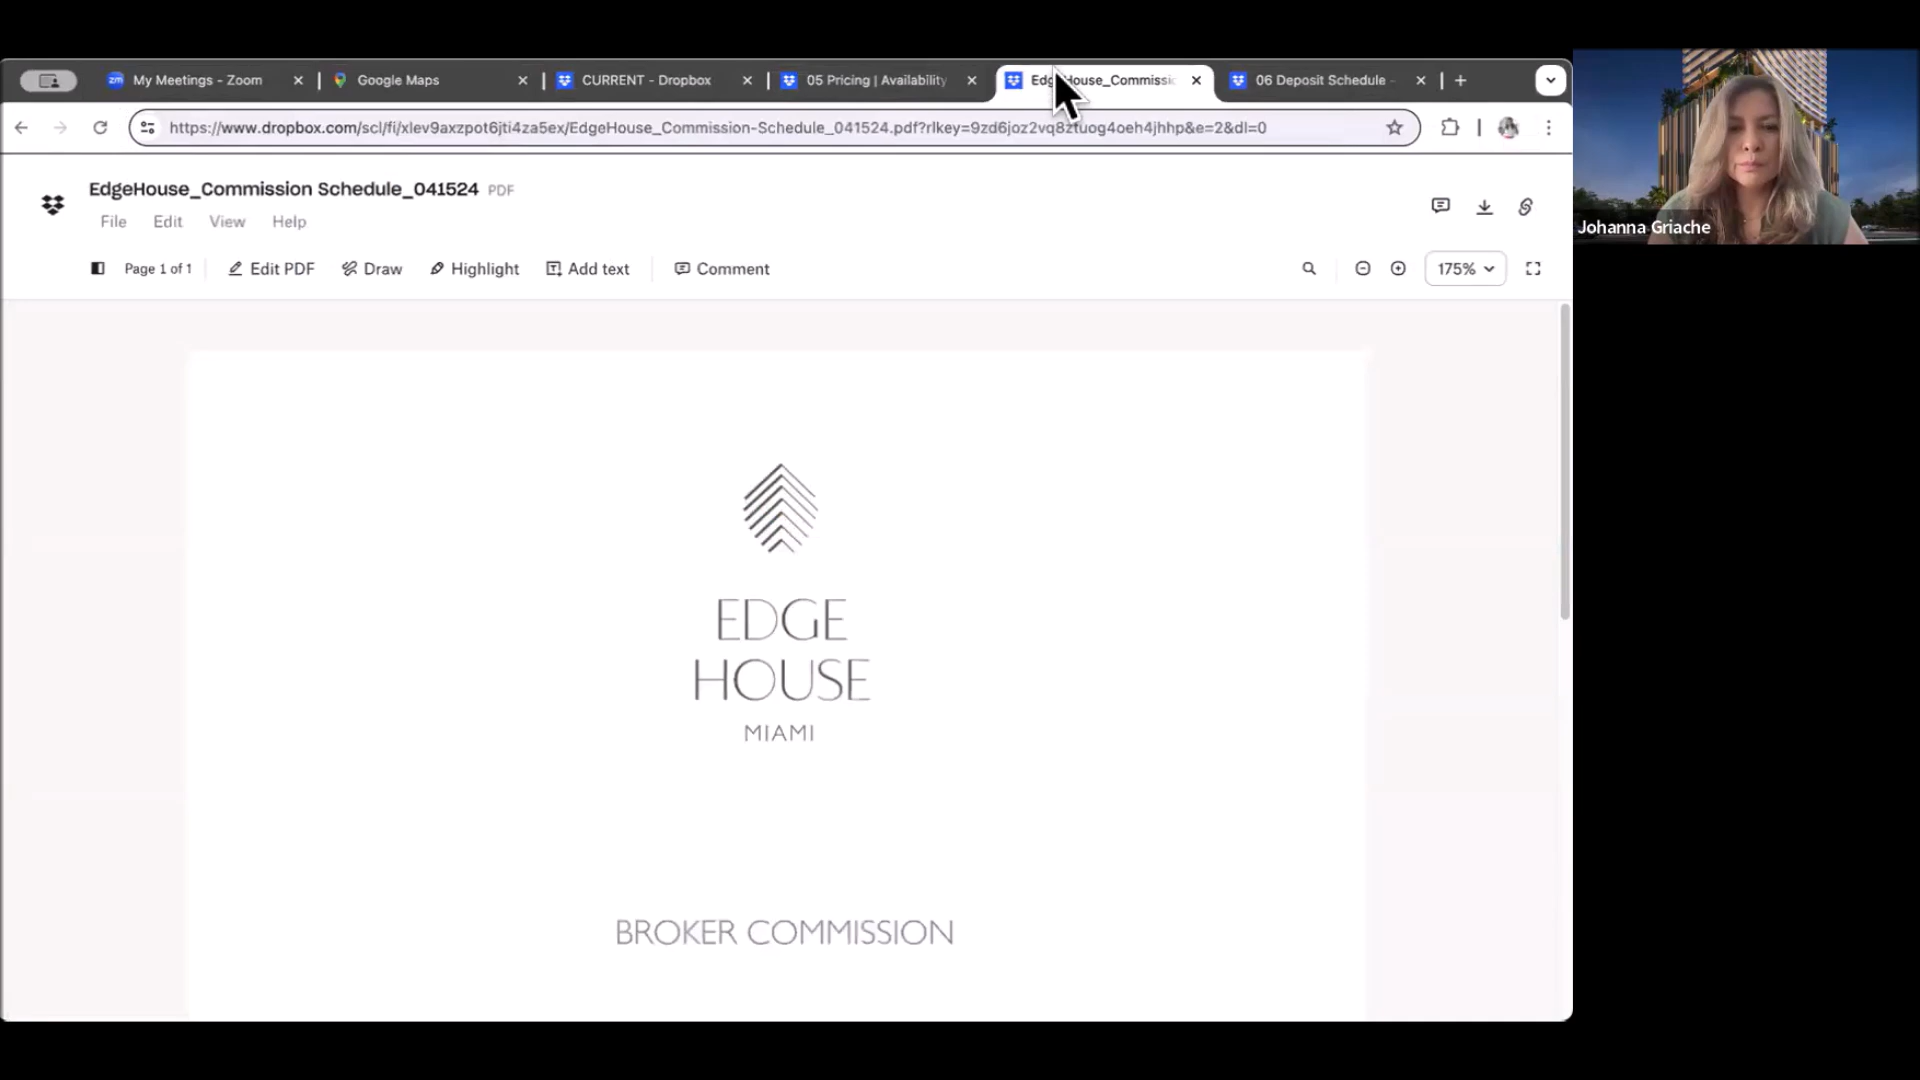 My Meetings - Zoom
Google Maps
CURRENT - Dropbox
05 Pricing | Availability
EdgeHouse_Commissi
06 Deposit Schedule -
https://www.dropbox.com/scl/fi/xlev9axzpot6jti4za5ex/EdgeHouse_Commission-Schedule_041524.pdf?rlkey=9zd6joz2vq8ztuog4oeh4jhhp&e=2&dl=0
EdgeHouse_Commission Schedule_041524 PDF
File Edit View Help
Page 1 of 1 Edit PDF Draw Highlight Add text Comment 175%
EDGE
HOUSE
MIAMI
BROKER COMMISSION
Johanna Griache